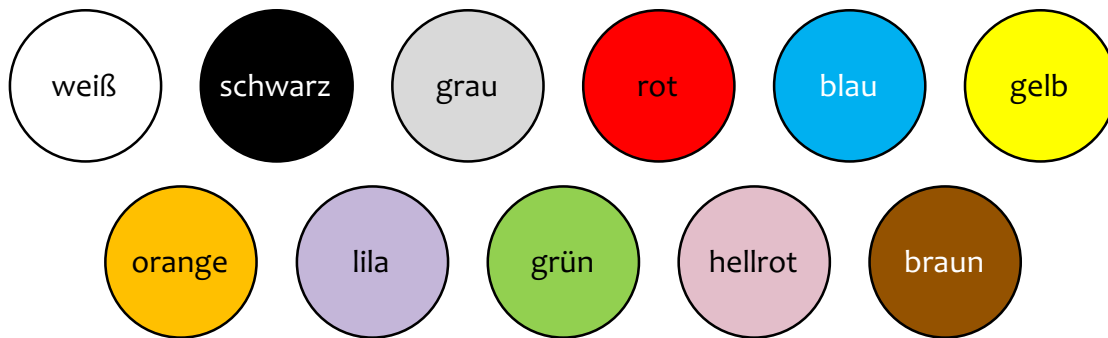 weiß schwarz grau rot blau gelb
orange lila grün hellrot braun